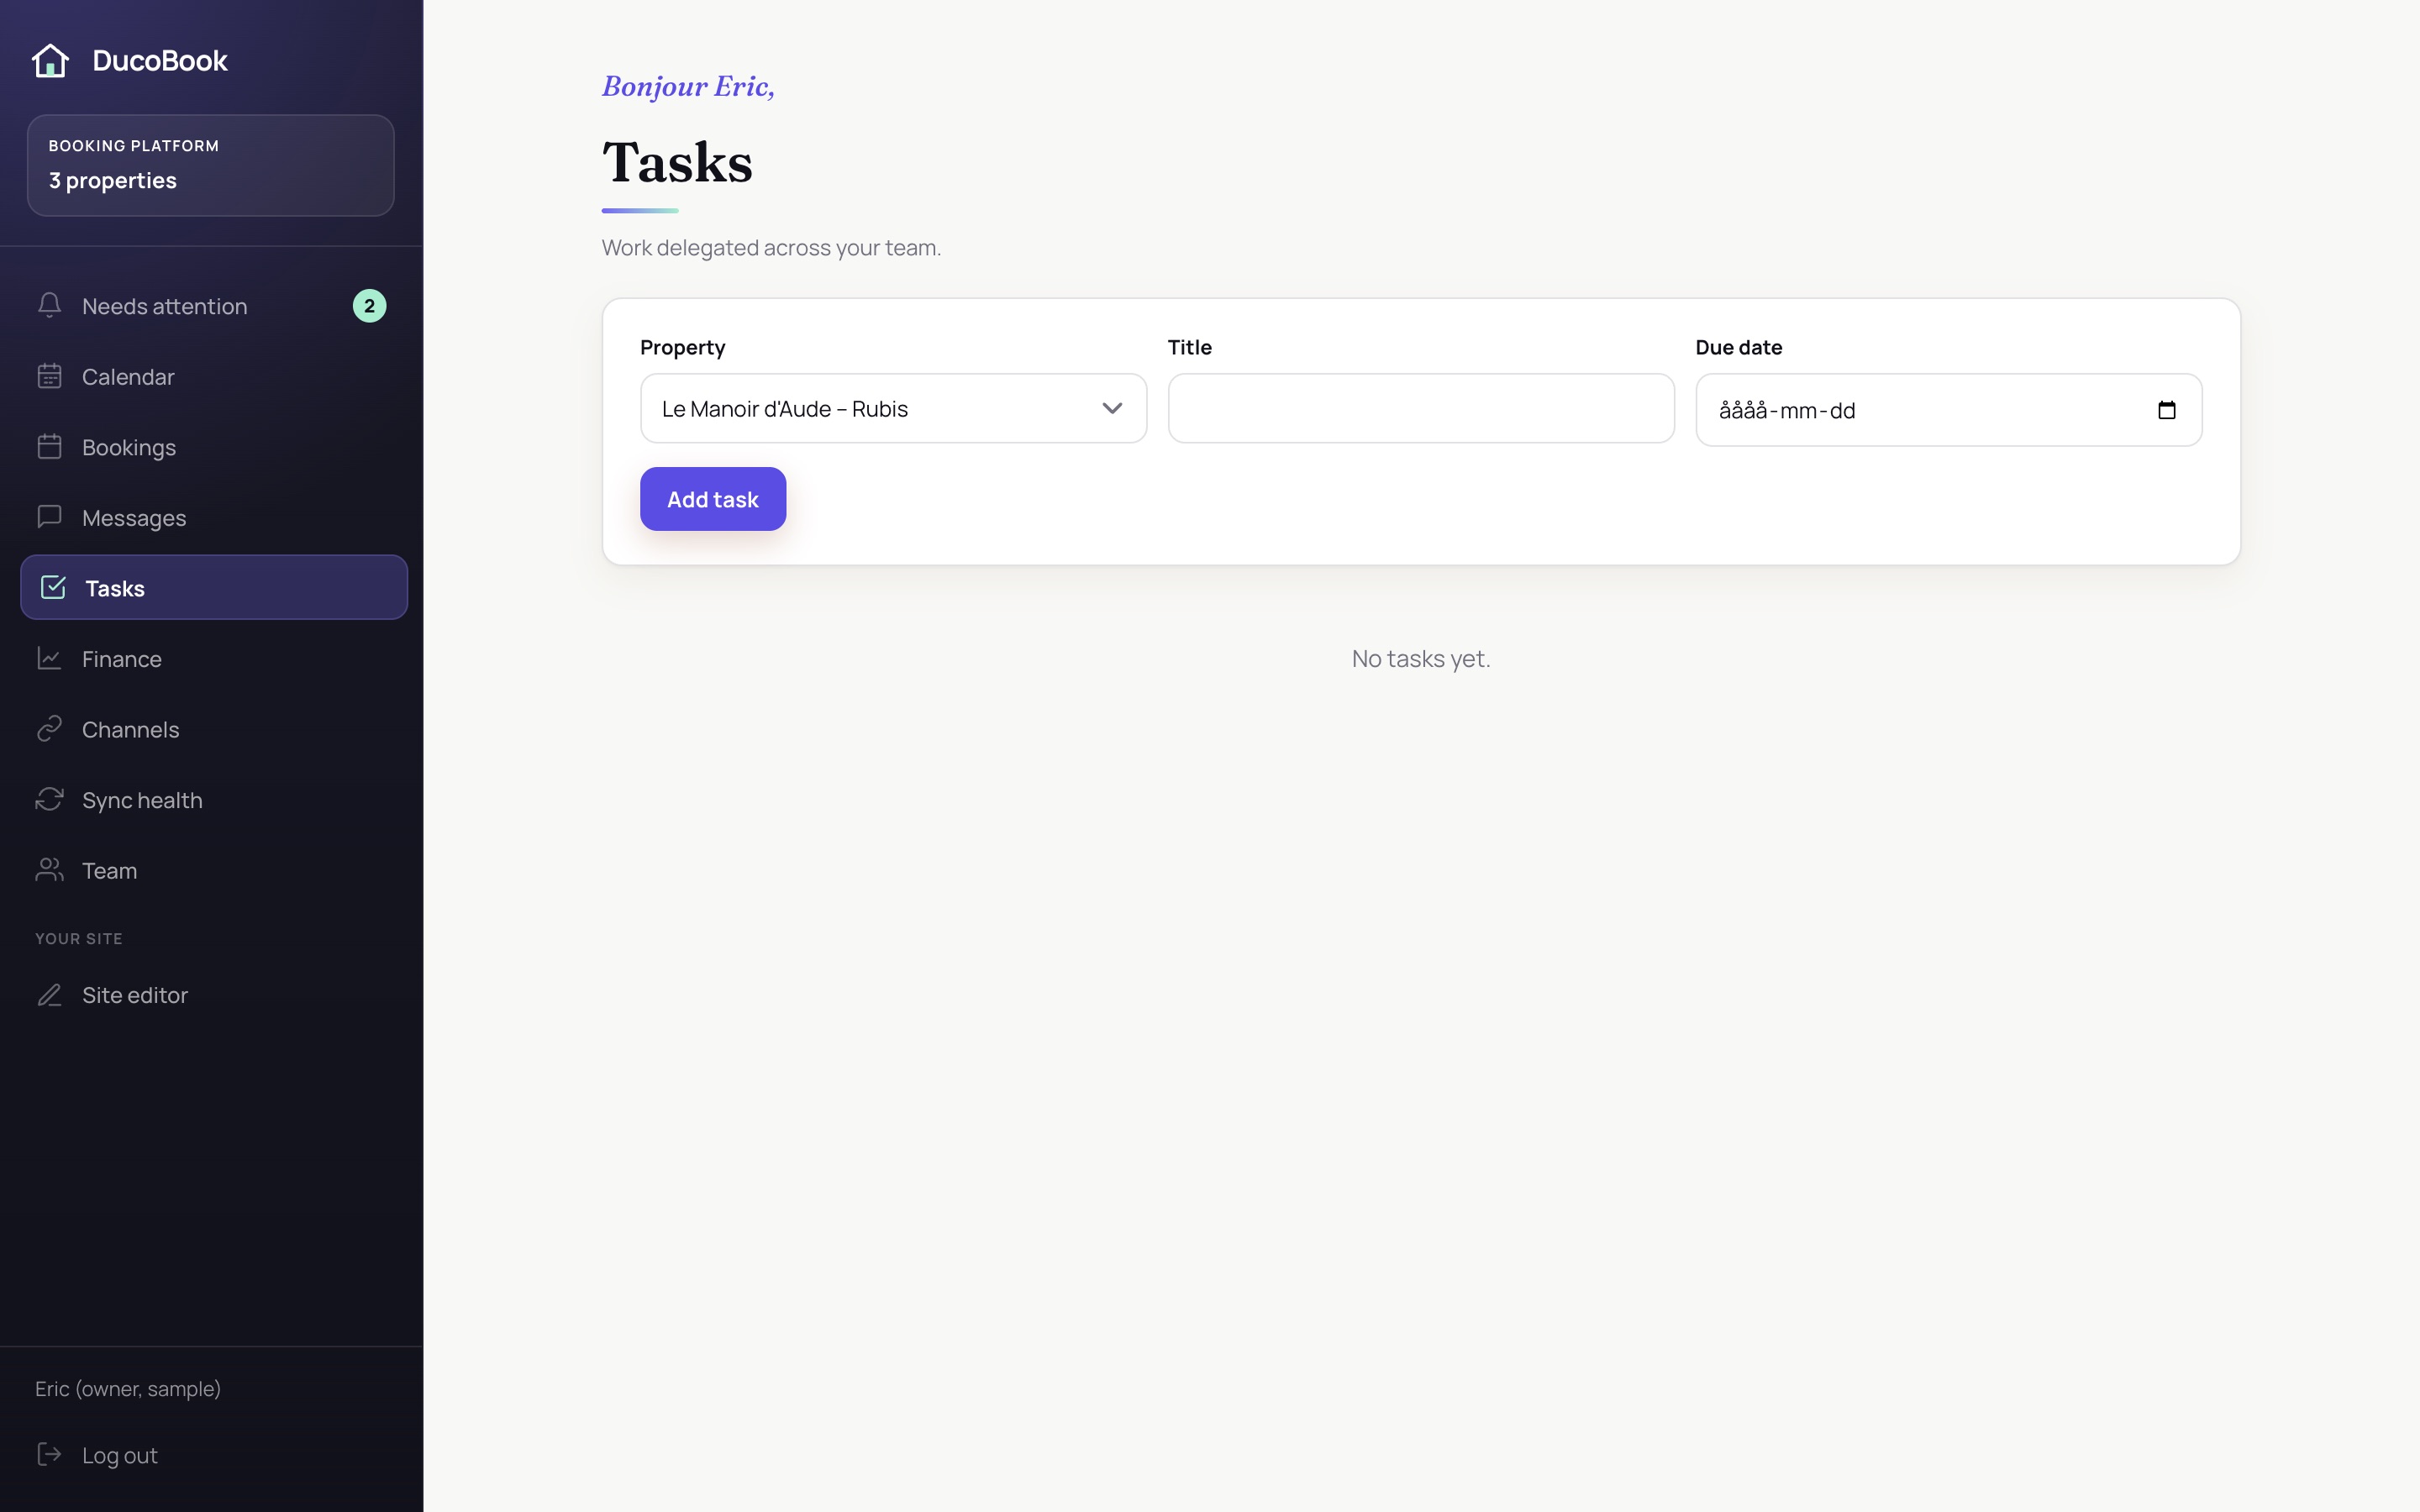 DucoBook
BOOKING PLATFORM
3 properties
Needs attention 2
Calendar
Bookings
Messages
Tasks
Finance
Channels
Sync health
Team
YOUR SITE
Site editor
Eric (owner, sample)
Log out
Bonjour Eric,
Tasks
Work delegated across your team.
Property Title Due date
Le Manoir d'Aude – Rubis åååå-mm-dd
Add task
No tasks yet.